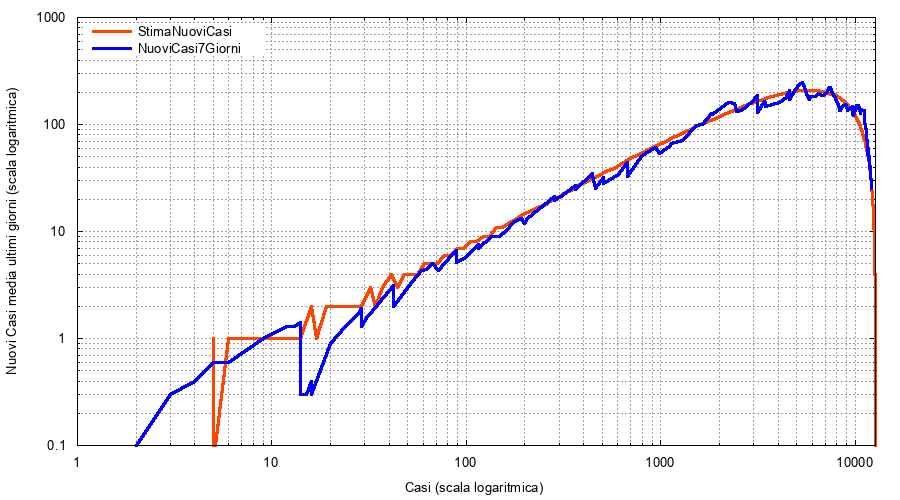 1000
StimaNuoviCasi
NuoviCasi7Giorni
100
10
1
0.1
Nuovi Casi media ultimi giorni (scala logaritmica)
1 10 100 1000 10000
Casi (scala logaritmica)